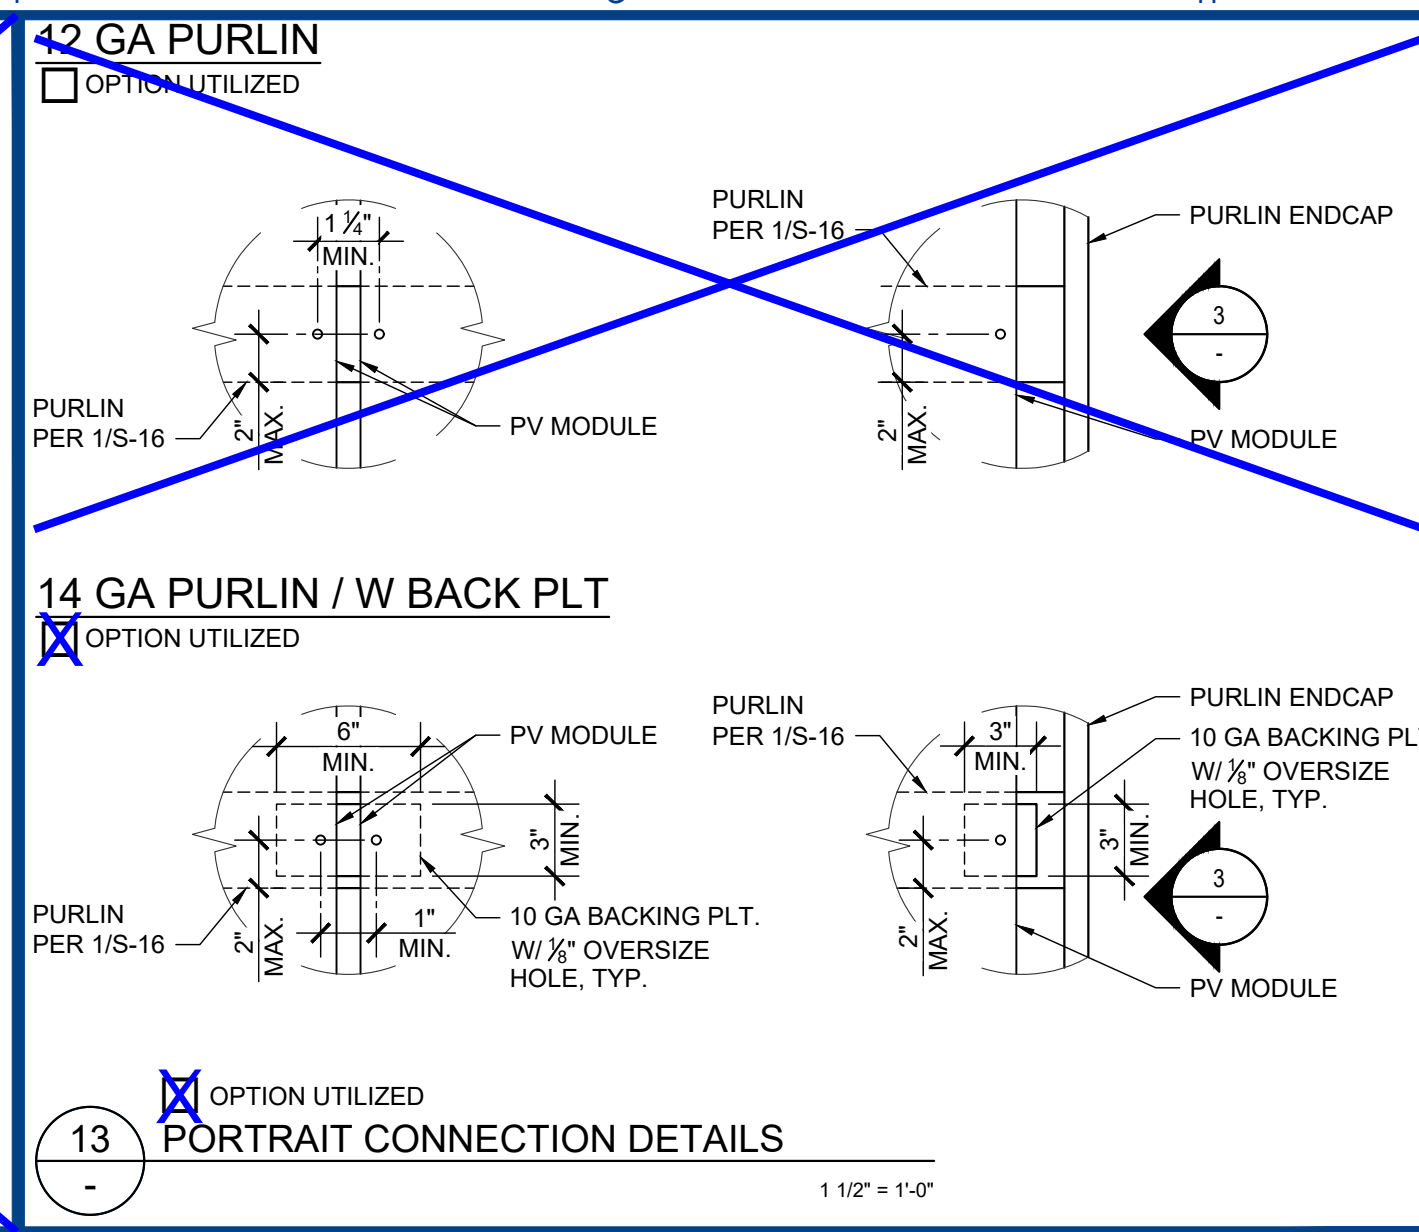 12 GA PURLIN
OPTION UTILIZED
1 1/4"
MIN.
2"
MAX.
PURLIN
PER 1/S-16
PV MODULE
PURLIN
PER 1/S-16
PURLIN ENDCAP
3
-
2"
MAX.
PV MODULE
14 GA PURLIN / W BACK PLT
X OPTION UTILIZED
6"
MIN.
PV MODULE
3"
MIN.
PURLIN
PER 1/S-16
2"
MAX.
1"
MIN.
10 GA BACKING PLT.
W/ 1/8" OVERSIZE
HOLE, TYP.
PURLIN
PER 1/S-16
3"
MIN.
PURLIN ENDCAP
10 GA BACKING PL
W/ 1/8" OVERSIZE
HOLE, TYP.
3"
MIN.
3
-
2"
MAX.
PV MODULE
X OPTION UTILIZED
13
-
PORTRAIT CONNECTION DETAILS
1 1/2" = 1'-0"